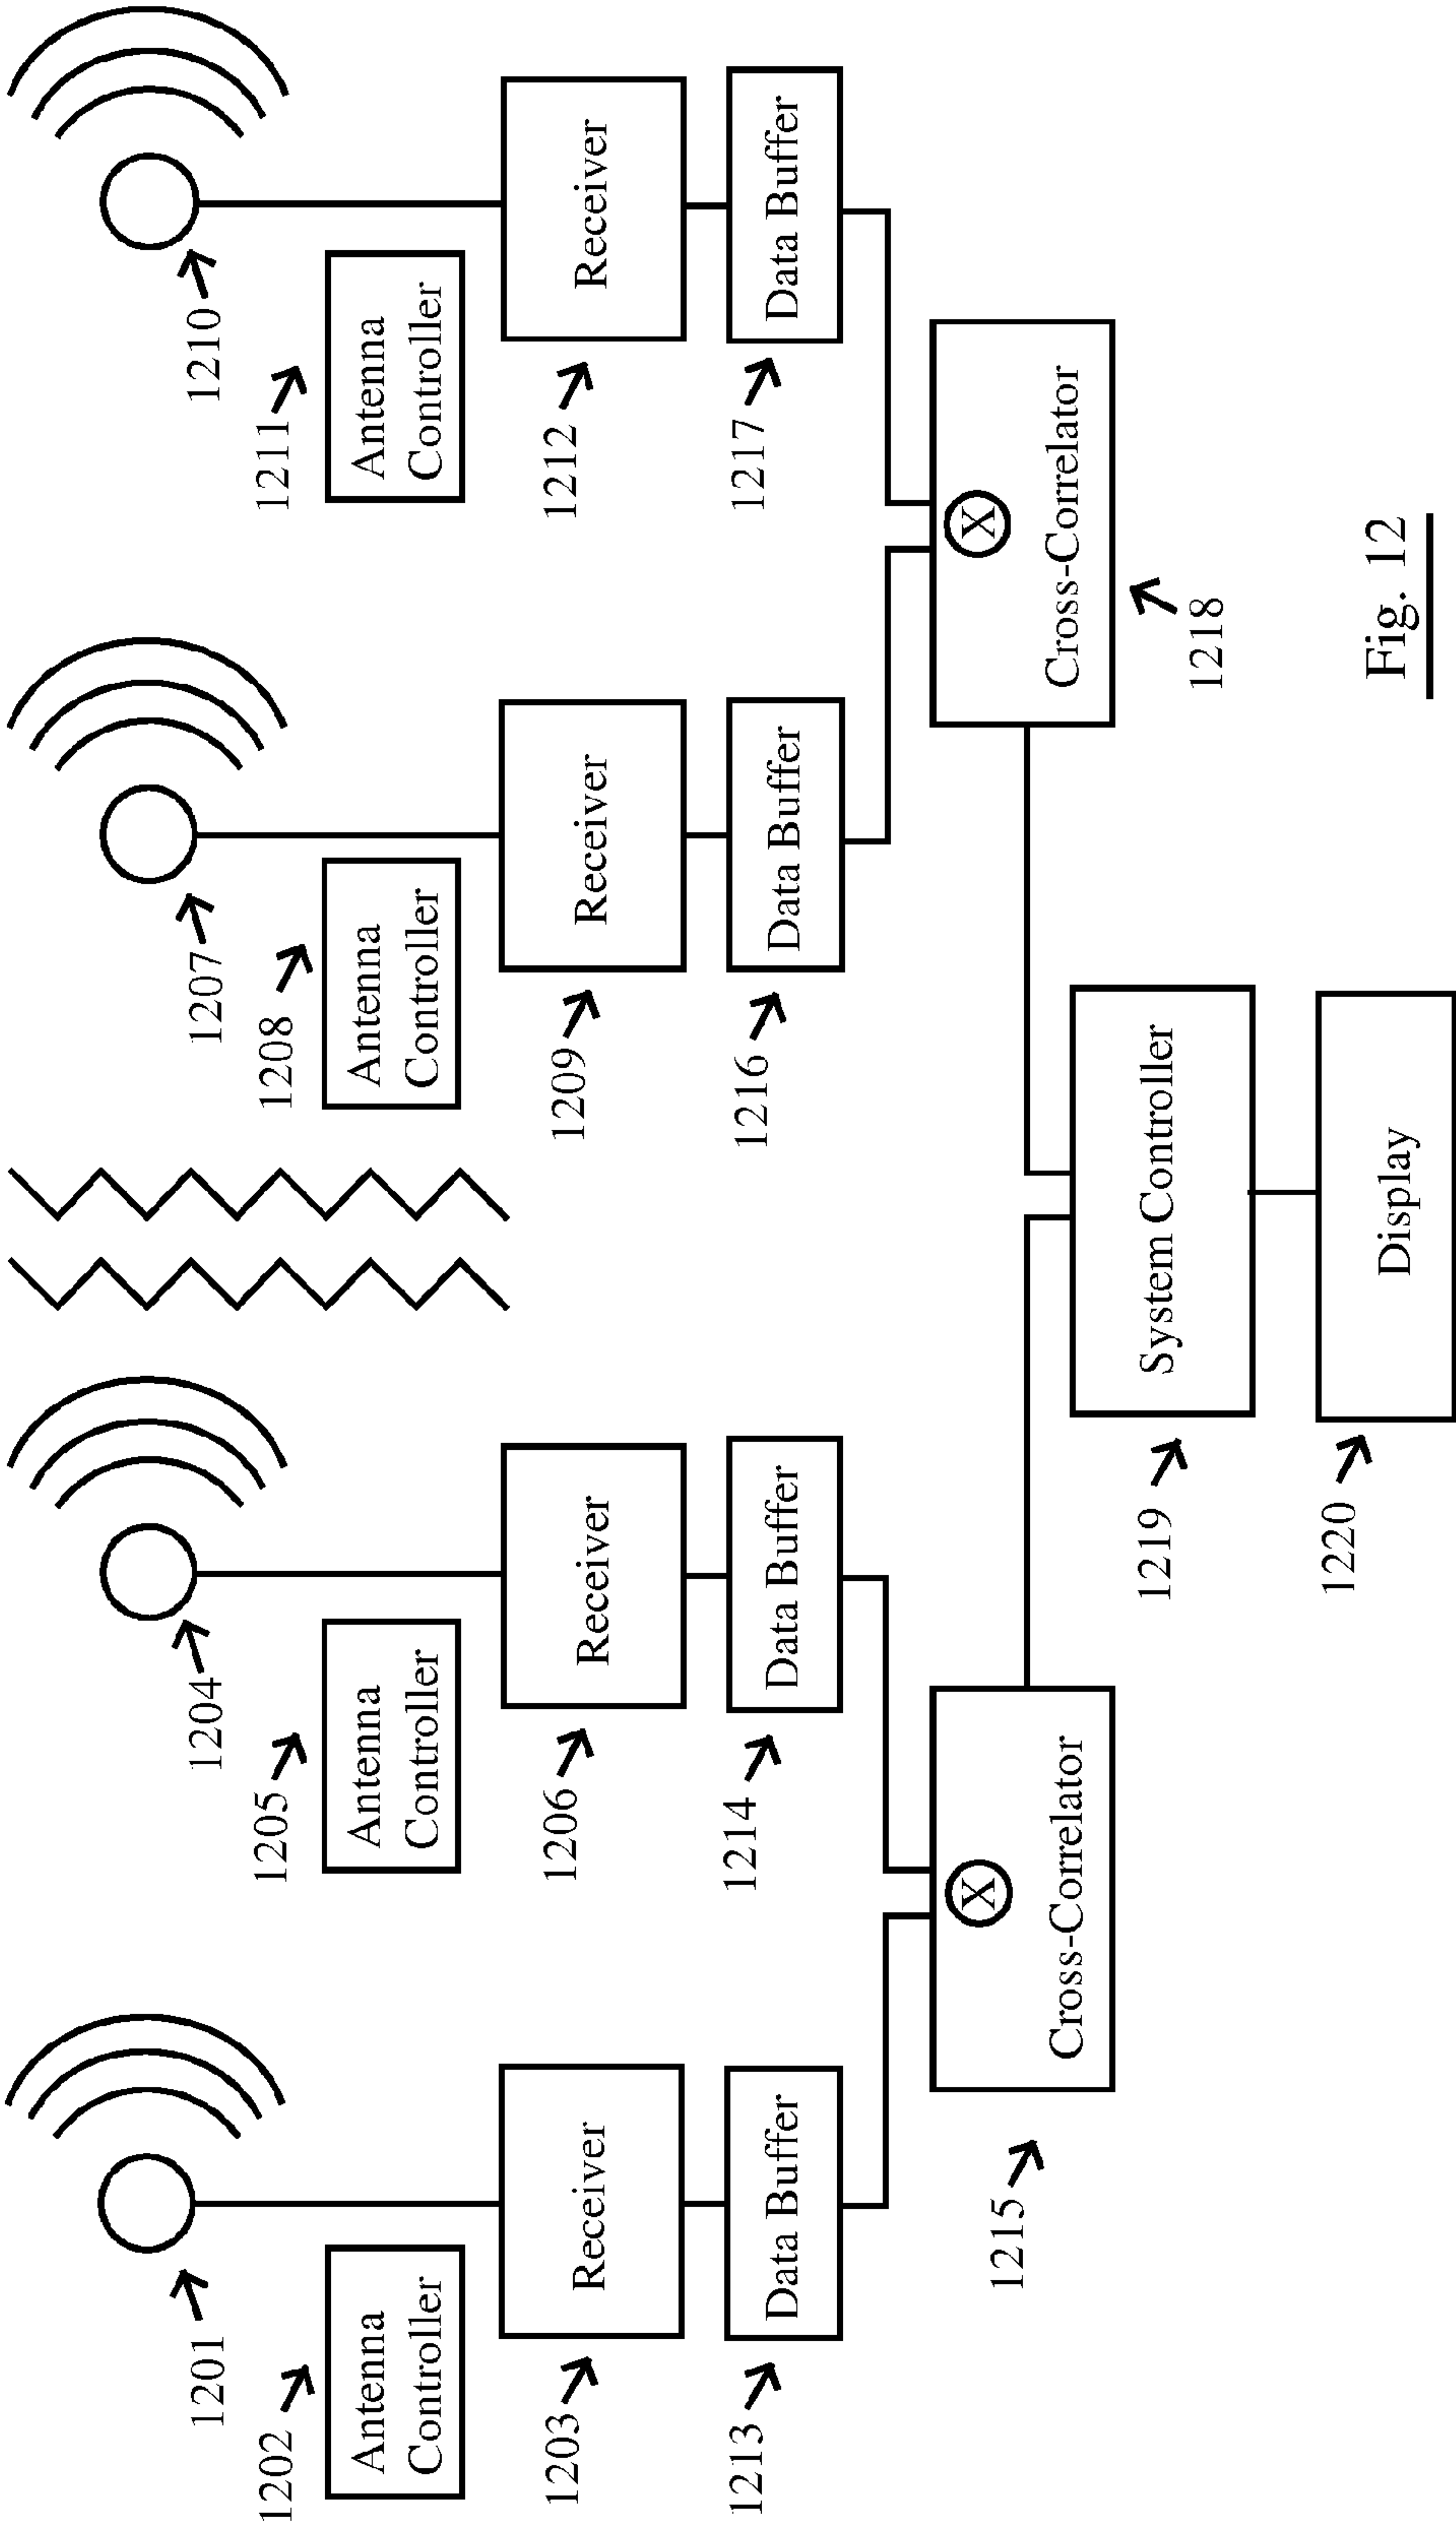 1201
1204
1207
1210
1202
1205
1208
1211
Antenna
Controller
Antenna
Controller
Antenna
Controller
Antenna
Controller
1203
1206
1209
1212
Receiver
Receiver
Receiver
Receiver
1213
1214
1216
1217
Data Buffer
Data Buffer
Data Buffer
Data Buffer
X
X
1215
Cross-Correlator
Cross-Correlator
1218
1219
System Controller
1220
Display
Fig. 12